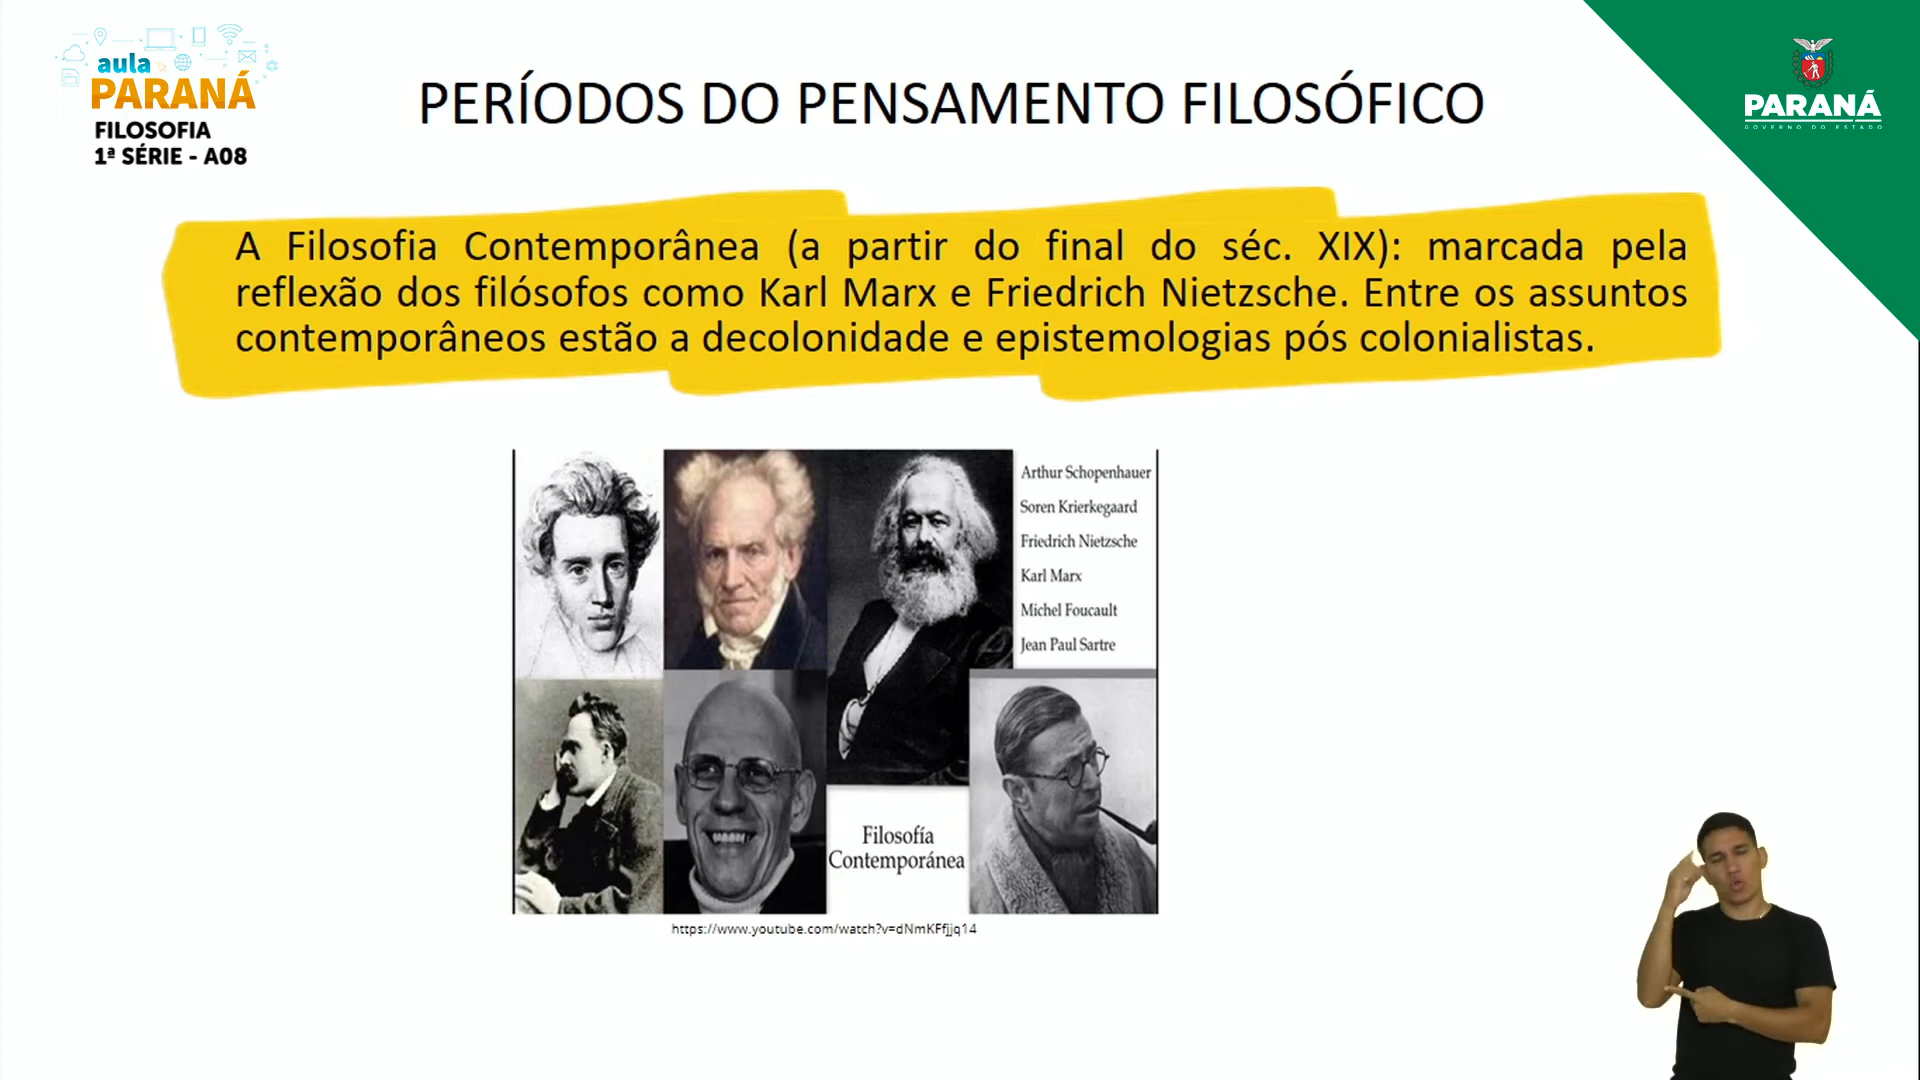 aula
PARANÁ
FILOSOFIA
1ª SÉRIE - A08
PERÍODOS DO PENSAMENTO FILOSÓFICO
PARANÁ
GOVERNO DO ESTADO
A Filosofia Contemporânea (a partir do final do séc. XIX): marcada pela
reflexão dos filósofos como Karl Marx e Friedrich Nietzsche. Entre os assuntos
contemporâneos estão a decolonidade e epistemologias pós colonialistas.
Arthur Schopenhauer
Soren Krierkegaard
Friedrich Nietzsche
Karl Marx
Michel Foucault
Jean Paul Sartre
Filosofía
Contemporánea
https://www.youtube.com/watch?v=dNmKFfjjq14